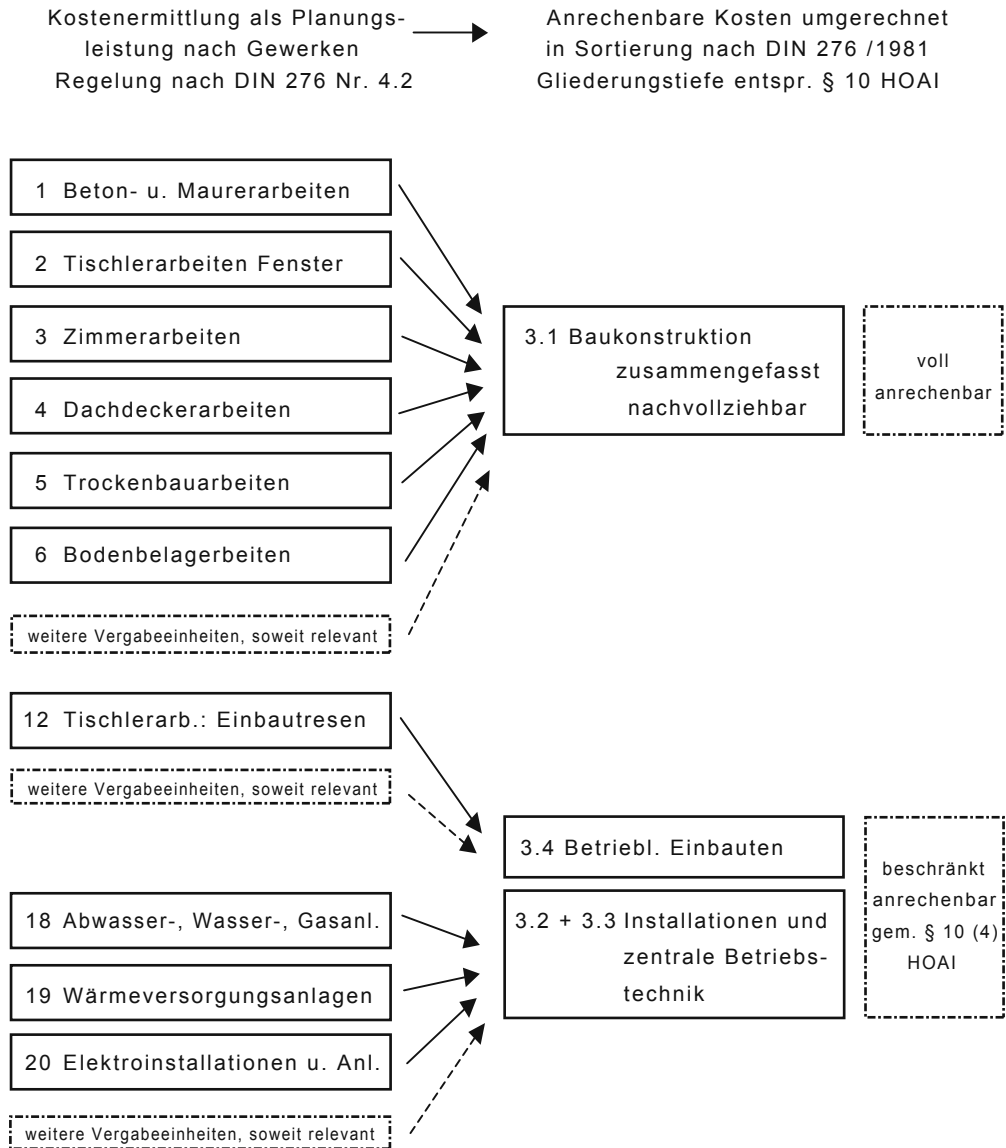 Kostenermittlung als Planungs-
leistung nach Gewerken
Regelung nach DIN 276 Nr. 4.2
Anrechenbare Kosten umgerechnet
in Sortierung nach DIN 276 /1981
Gliederungstiefe entspr. § 10 HOAI
1 Beton- u. Maurerarbeiten
2 Tischlerarbeiten Fenster
3 Zimmerarbeiten
4 Dachdeckerarbeiten
5 Trockenbauarbeiten
6 Bodenbelagerbeiten
weitere Vergabeeinheiten, soweit relevant
3.1 Baukonstruktion
zusammengefasst
nachvollziehbar
voll
anrechenbar
12 Tischlerarb.: Einbautresen
weitere Vergabeeinheiten, soweit relevant
18 Abwasser-, Wasser-, Gasanl.
19 Wärmeversorgungsanlagen
20 Elektroinstallationen u. Anl.
weitere Vergabeeinheiten, soweit relevant
3.4 Betriebl. Einbauten
3.2 + 3.3 Installationen und
zentrale Betriebs-
technik
beschränkt
anrechenbar
gem. § 10 (4)
HOAI